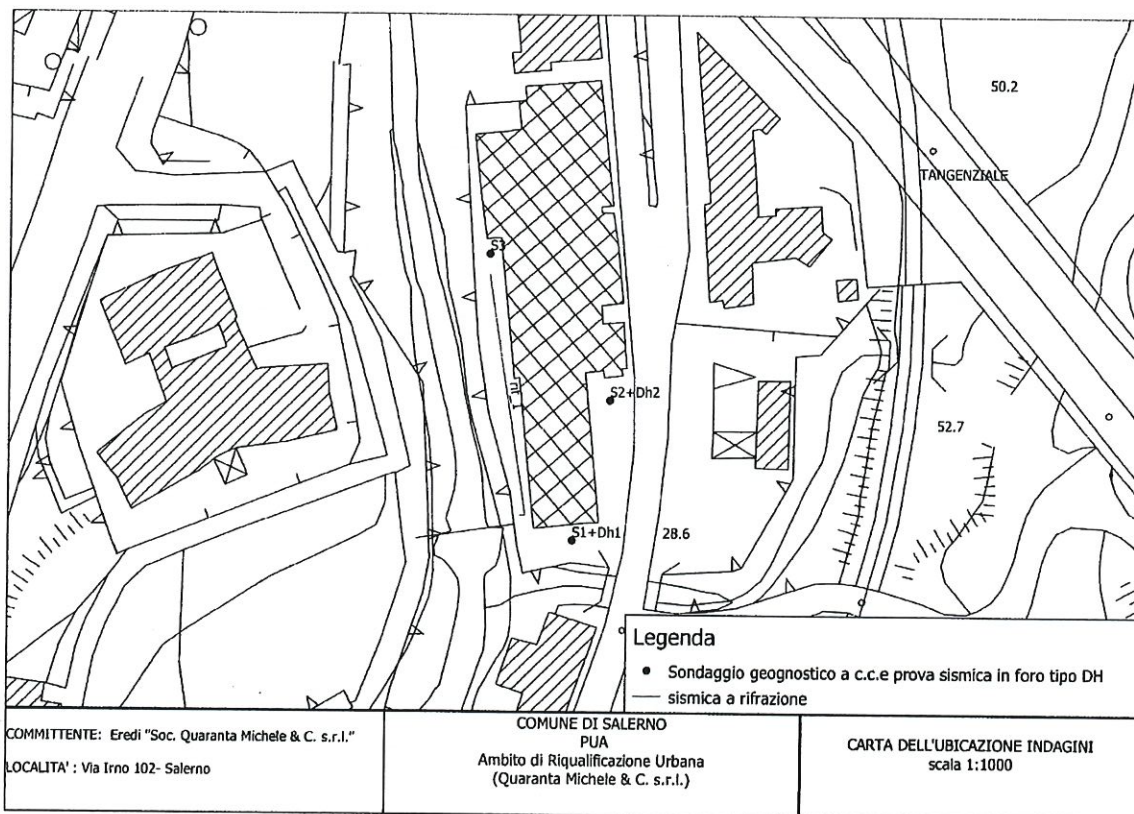 50.2
TANGENZIALE
S3
S2+Dh2
52.7
S1+Dh1
28.6
Legenda
Sondaggio geognostico a c.c.e prova sismica in foro tipo DH
sismica a rifrazione
COMMITTENTE: Eredi "Soc. Quaranta Michele & C. s.r.l."
LOCALITA' : Via Irno 102- Salerno
COMUNE DI SALERNO
PUA
Ambito di Riqualificazione Urbana
(Quaranta Michele & C. s.r.l.)
CARTA DELL'UBICAZIONE INDAGINI
scala 1:1000